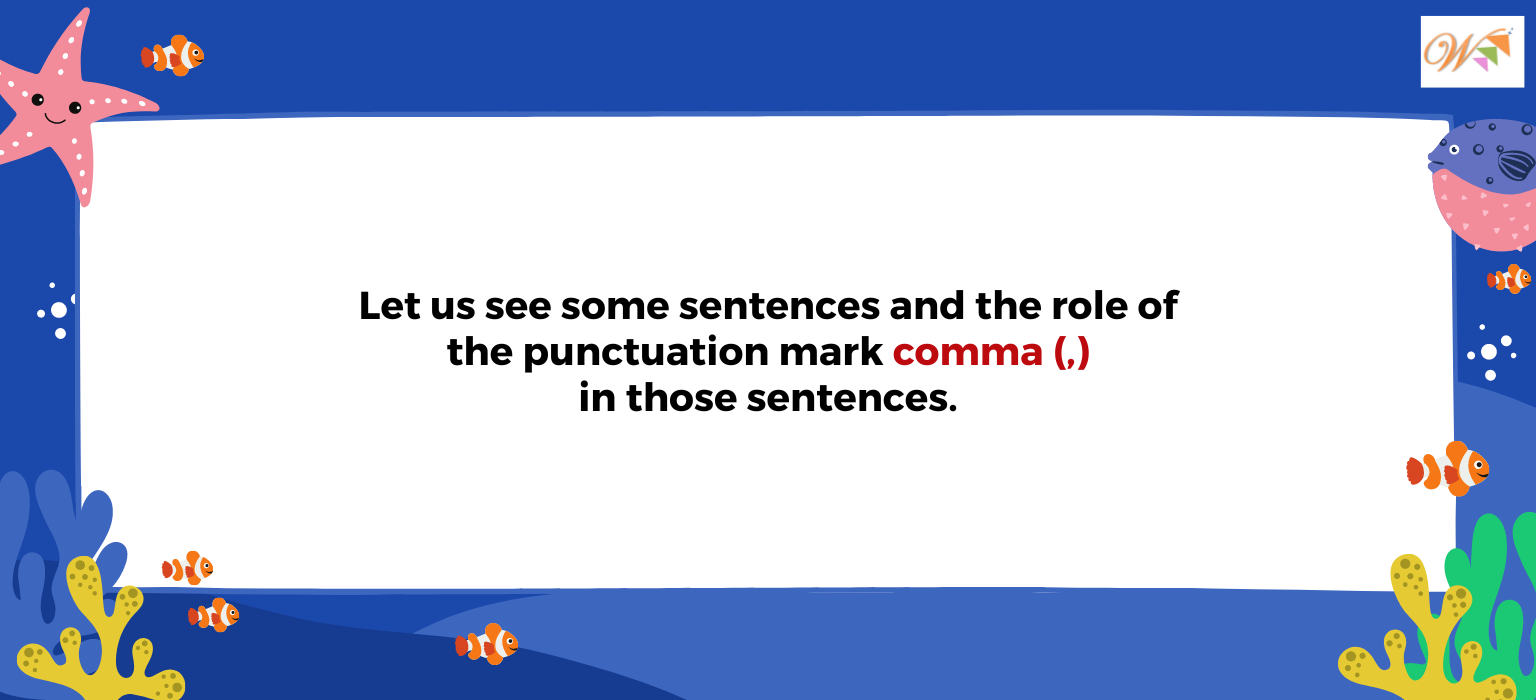 W
Let us see some sentences and the role of
the punctuation mark comma (,)
in those sentences.